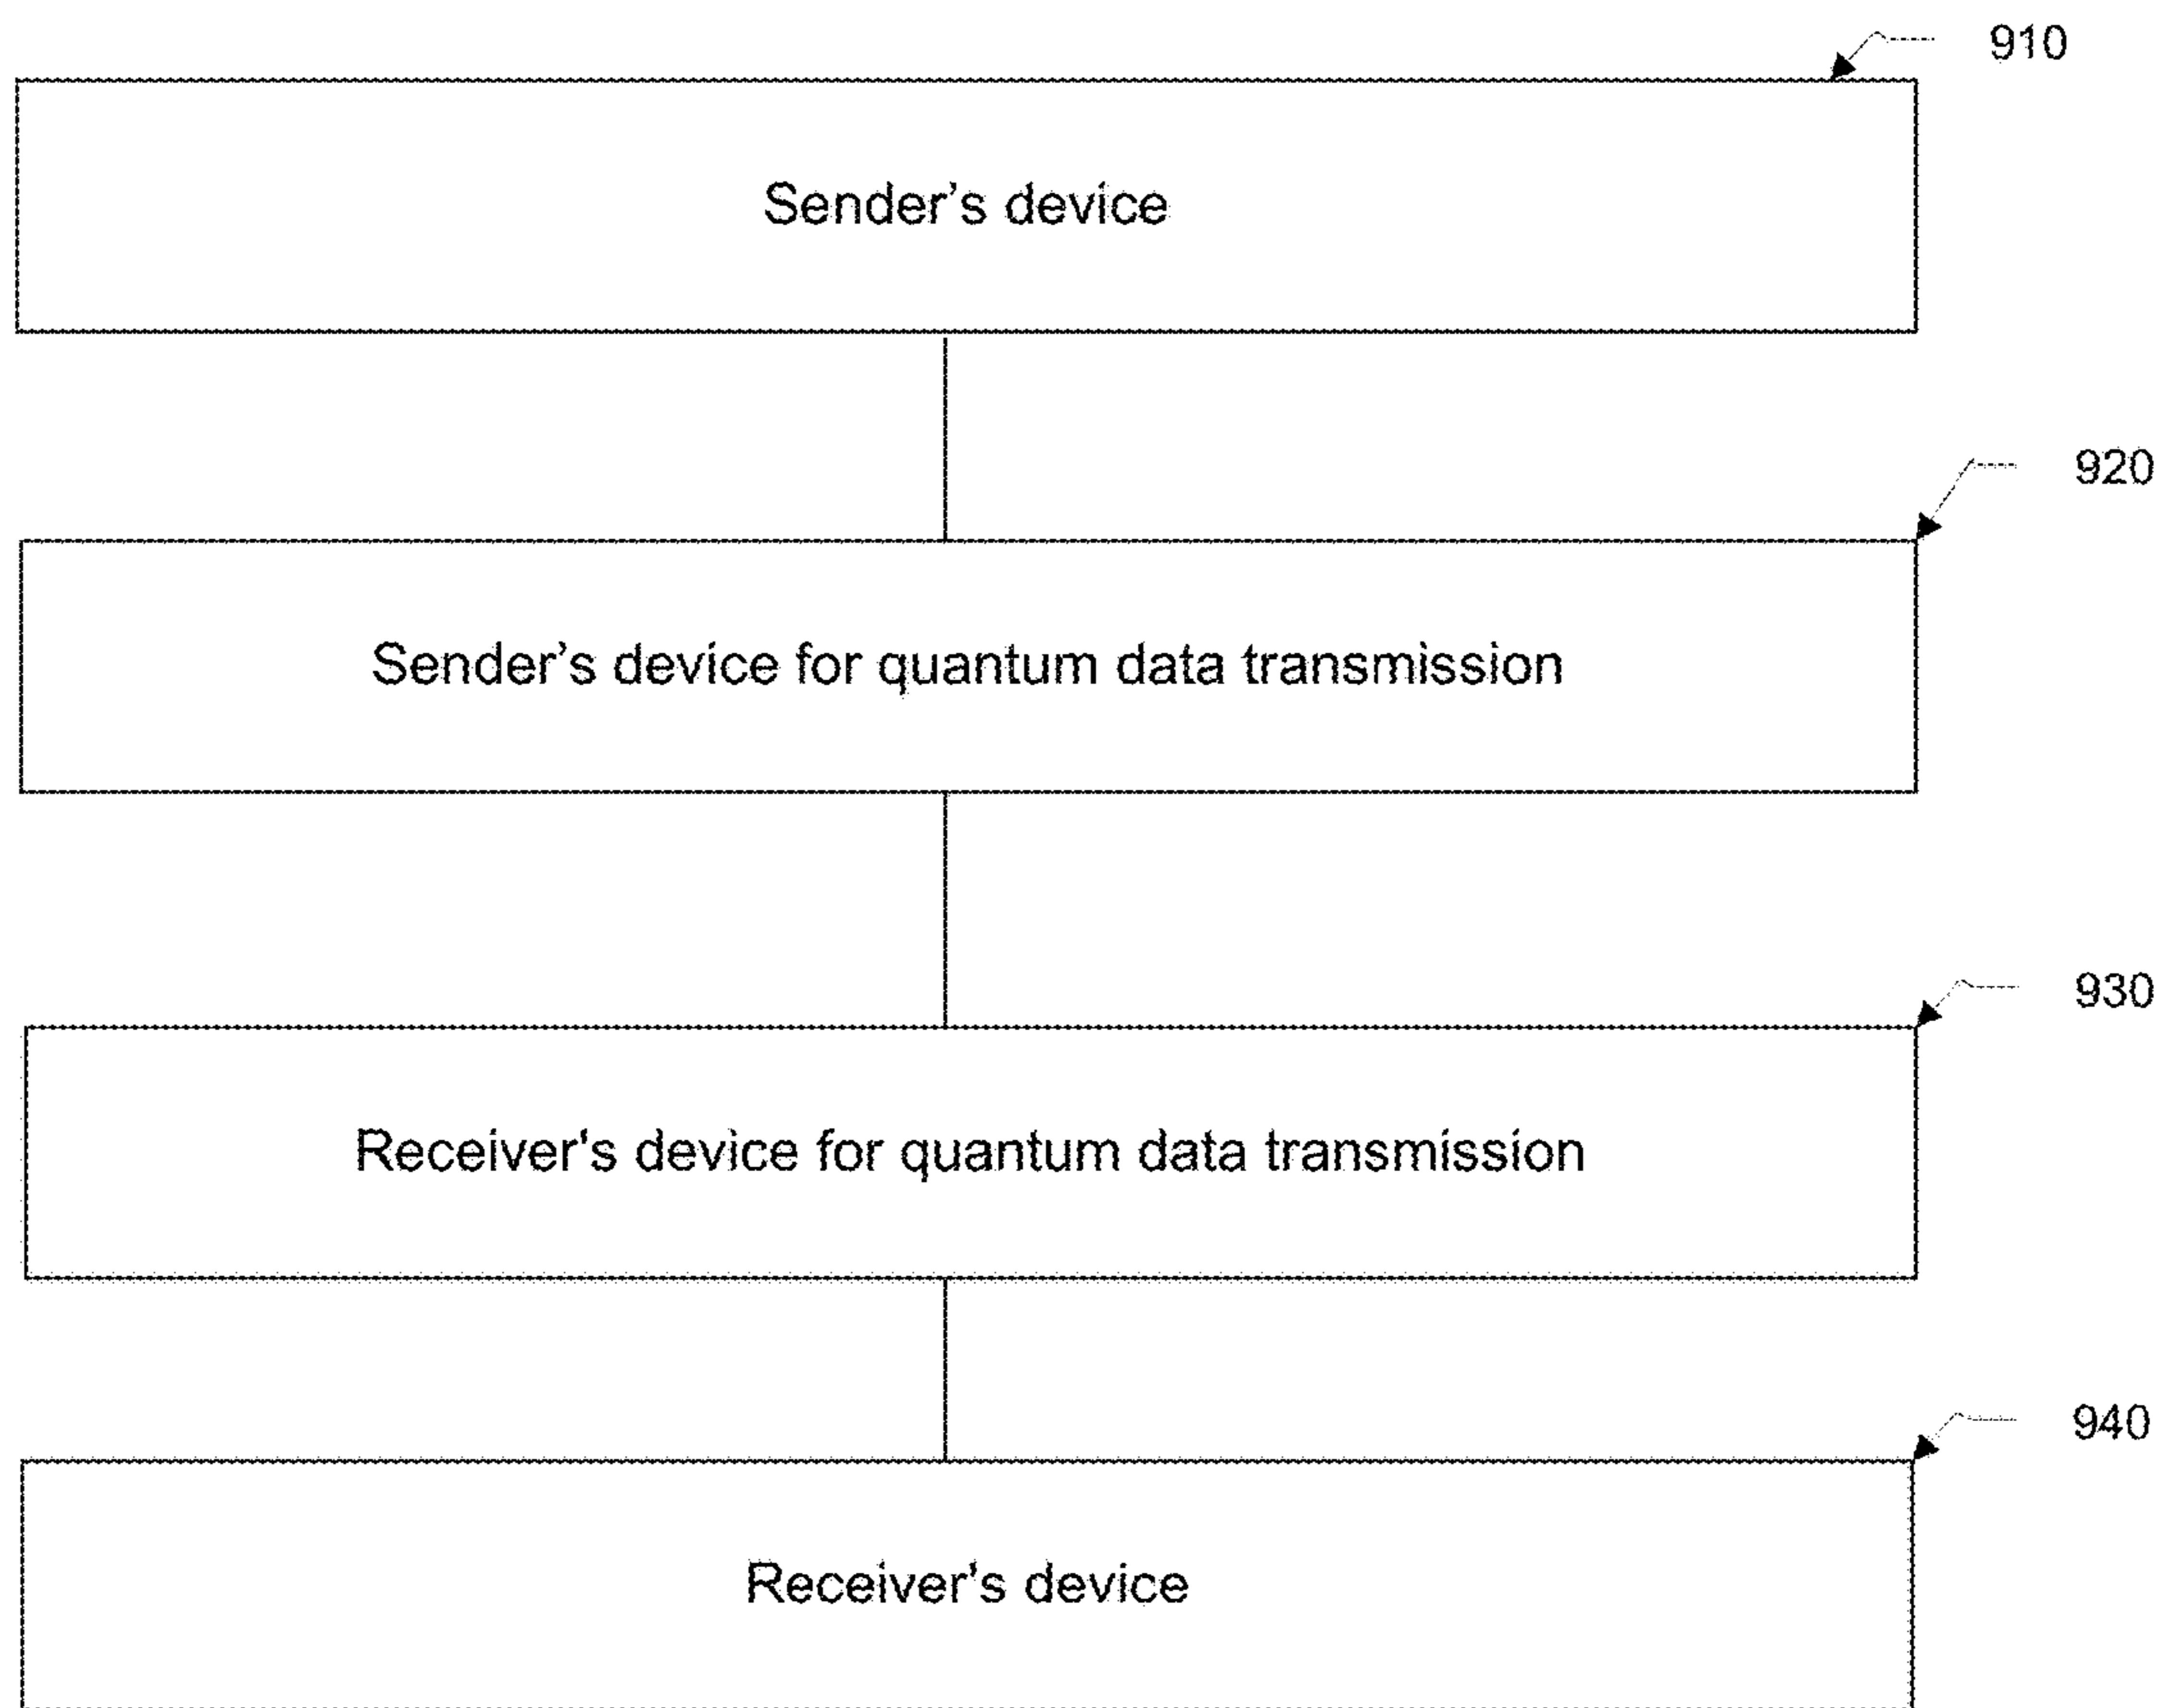 910
Sender’s device
920
Sender’s device for quantum data transmission
930
Receiver's device for quantum data transmission
940
Receiver's device